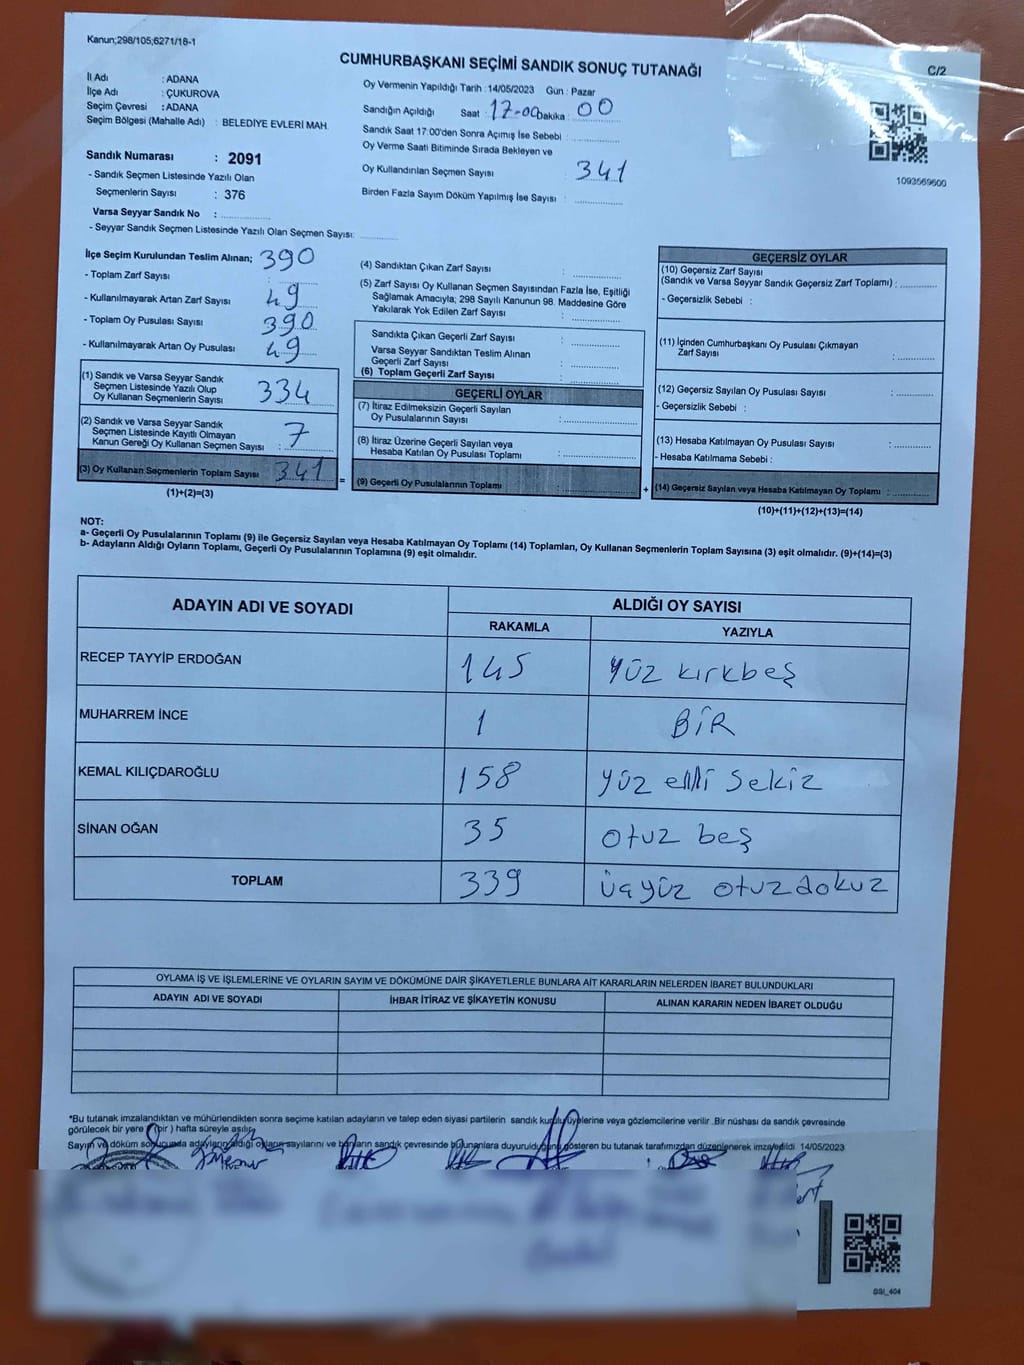 Kanun;298/105,6271/18-1
CUMHURBAŞKANI SEÇİMİ SANDIK SONUÇ TUTANAĞI
C/2
İl Adı : ADANA
İlçe Adı : ÇUKUROVA
Seçim Çevresi : ADANA
Seçim Bölgesi (Mahalle Adı) : BELEDİYE EVLERİ MAH.
Oy Vermenin Yapıldığı Tarih : 14/05/2023 Gün : Pazar
Sandığın Açıldığı Saat : 17-00 Dakika : 00
Sandık Saat 17:00'den Sonra Açımış İse Sebebi :
Oy Verme Saati Bitiminde Sırada Bekleyen ve
Oy Kullandırılan Seçmen Sayısı : 341
Birden Fazla Sayım Döküm Yapılmış İse Sayısı :
1093569600
Sandık Numarası : 2091
- Sandık Seçmen Listesinde Yazılı Olan
Seçmenlerin Sayısı : 376
Varsa Seyyar Sandık No :
- Seyyar Sandık Seçmen Listesinde Yazılı Olan Seçmen Sayısı:
İlçe Seçim Kurulundan Teslim Alınan; 390
- Toplam Zarf Sayısı :
- Kullanılmayarak Artan Zarf Sayısı : 49
- Toplam Oy Pusulası Sayısı : 390
- Kullanılmayarak Artan Oy Pusulası : 49
(1) Sandık ve Varsa Seyyar Sandık
Seçmen Listesinde Yazılı Olup
Oy Kullanan Seçmenlerin Sayısı : 334
(2) Sandık ve Varsa Seyyar Sandık
Seçmen Listesinde Kayıtlı Olmayan
Kanun Gereği Oy Kullanan Seçmen Sayısı : 7
(3) Oy Kullanan Seçmenlerin Toplam Sayısı : 341
(1)+(2)=(3)
=
(4) Sandıktan Çıkan Zarf Sayısı :
(5) Zarf Sayısı Oy Kullanan Seçmen Sayısından Fazla İse, Eşitliği
Sağlamak Amacıyla; 298 Sayılı Kanunun 98. Maddesine Göre
Yakılarak Yok Edilen Zarf Sayısı :
Sandıkta Çıkan Geçerli Zarf Sayısı :
Varsa Seyyar Sandıktan Teslim Alınan
Geçerli Zarf Sayısı :
(6) Toplam Geçerli Zarf Sayısı :
GEÇERLİ OYLAR
(7) İtiraz Edilmeksizin Geçerli Sayılan
Oy Pusulalarının Sayısı :
(8) İtiraz Üzerine Geçerli Sayılan veya
Hesaba Katılan Oy Pusulası Toplamı :
(9) Geçerli Oy Pusulalarının Toplamı :
+
GEÇERSİZ OYLAR
(10) Geçersiz Zarf Sayısı
(Sandık ve Varsa Seyyar Sandık Geçersiz Zarf Toplamı) :
- Geçersizlik Sebebi :
(11) İçinden Cumhurbaşkanı Oy Pusulası Çıkmayan
Zarf Sayısı :
(12) Geçersiz Sayılan Oy Pusulası Sayısı :
- Geçersizlik Sebebi :
(13) Hesaba Katılmayan Oy Pusulası Sayısı :
- Hesaba Katılmama Sebebi :
(14) Geçersiz Sayılan veya Hesaba Katılmayan Oy Toplamı :
(10)+(11)+(12)+(13)=(14)
NOT:
a- Geçerli Oy Pusulalarının Toplamı (9) ile Geçersiz Sayılan veya Hesaba Katılmayan Oy Toplamı (14) Toplamları, Oy Kullanan Seçmenlerin Toplam Sayısına (3) eşit olmalıdır. (9)+(14)=(3)
b- Adayların Aldığı Oyların Toplamı, Geçerli Oy Pusulalarının Toplamına (9) eşit olmalıdır.
ADAYIN ADI VE SOYADI ALDIĞI OY SAYISI
RAKAMLA YAZIYLA
RECEP TAYYİP ERDOĞAN 145 yüz kırkbeş
MUHARREM İNCE 1 BİR
KEMAL KILIÇDAROĞLU 158 yüz elli sekiz
SİNAN OĞAN 35 otuz beş
TOPLAM 339 üçyüz otuzdokuz
OYLAMA İŞ VE İŞLEMLERİNE VE OYLARIN SAYIM VE DÖKÜMÜNE DAİR ŞİKAYETLERLE BUNLARA AİT KARARLARIN NELERDEN İBARET BULUNDUKLARI
ADAYIN ADI VE SOYADI İHBAR İTİRAZ VE ŞİKAYETİN KONUSU ALINAN KARARIN NEDEN İBARET OLDUĞU
*Bu tutanak imzalandıktan ve mühürlendikten sonra seçime katılan adayların ve talep eden siyasi partilerin sandık kurulu üyelerine veya gözlemcilerine verilir. Bir nüshası da sandık çevresinde
görülecek bir yere (bir) hafta süreyle asılır.
Sayım ve döküm sonucunda adayların aldığı oyların sayılarını ve bunların sandık çevresinde bulunanlara duyurulduğunu gösteren bu tutanak tarafımızdan düzenlenerek imza edildi. 14/05/2023
GSI_404